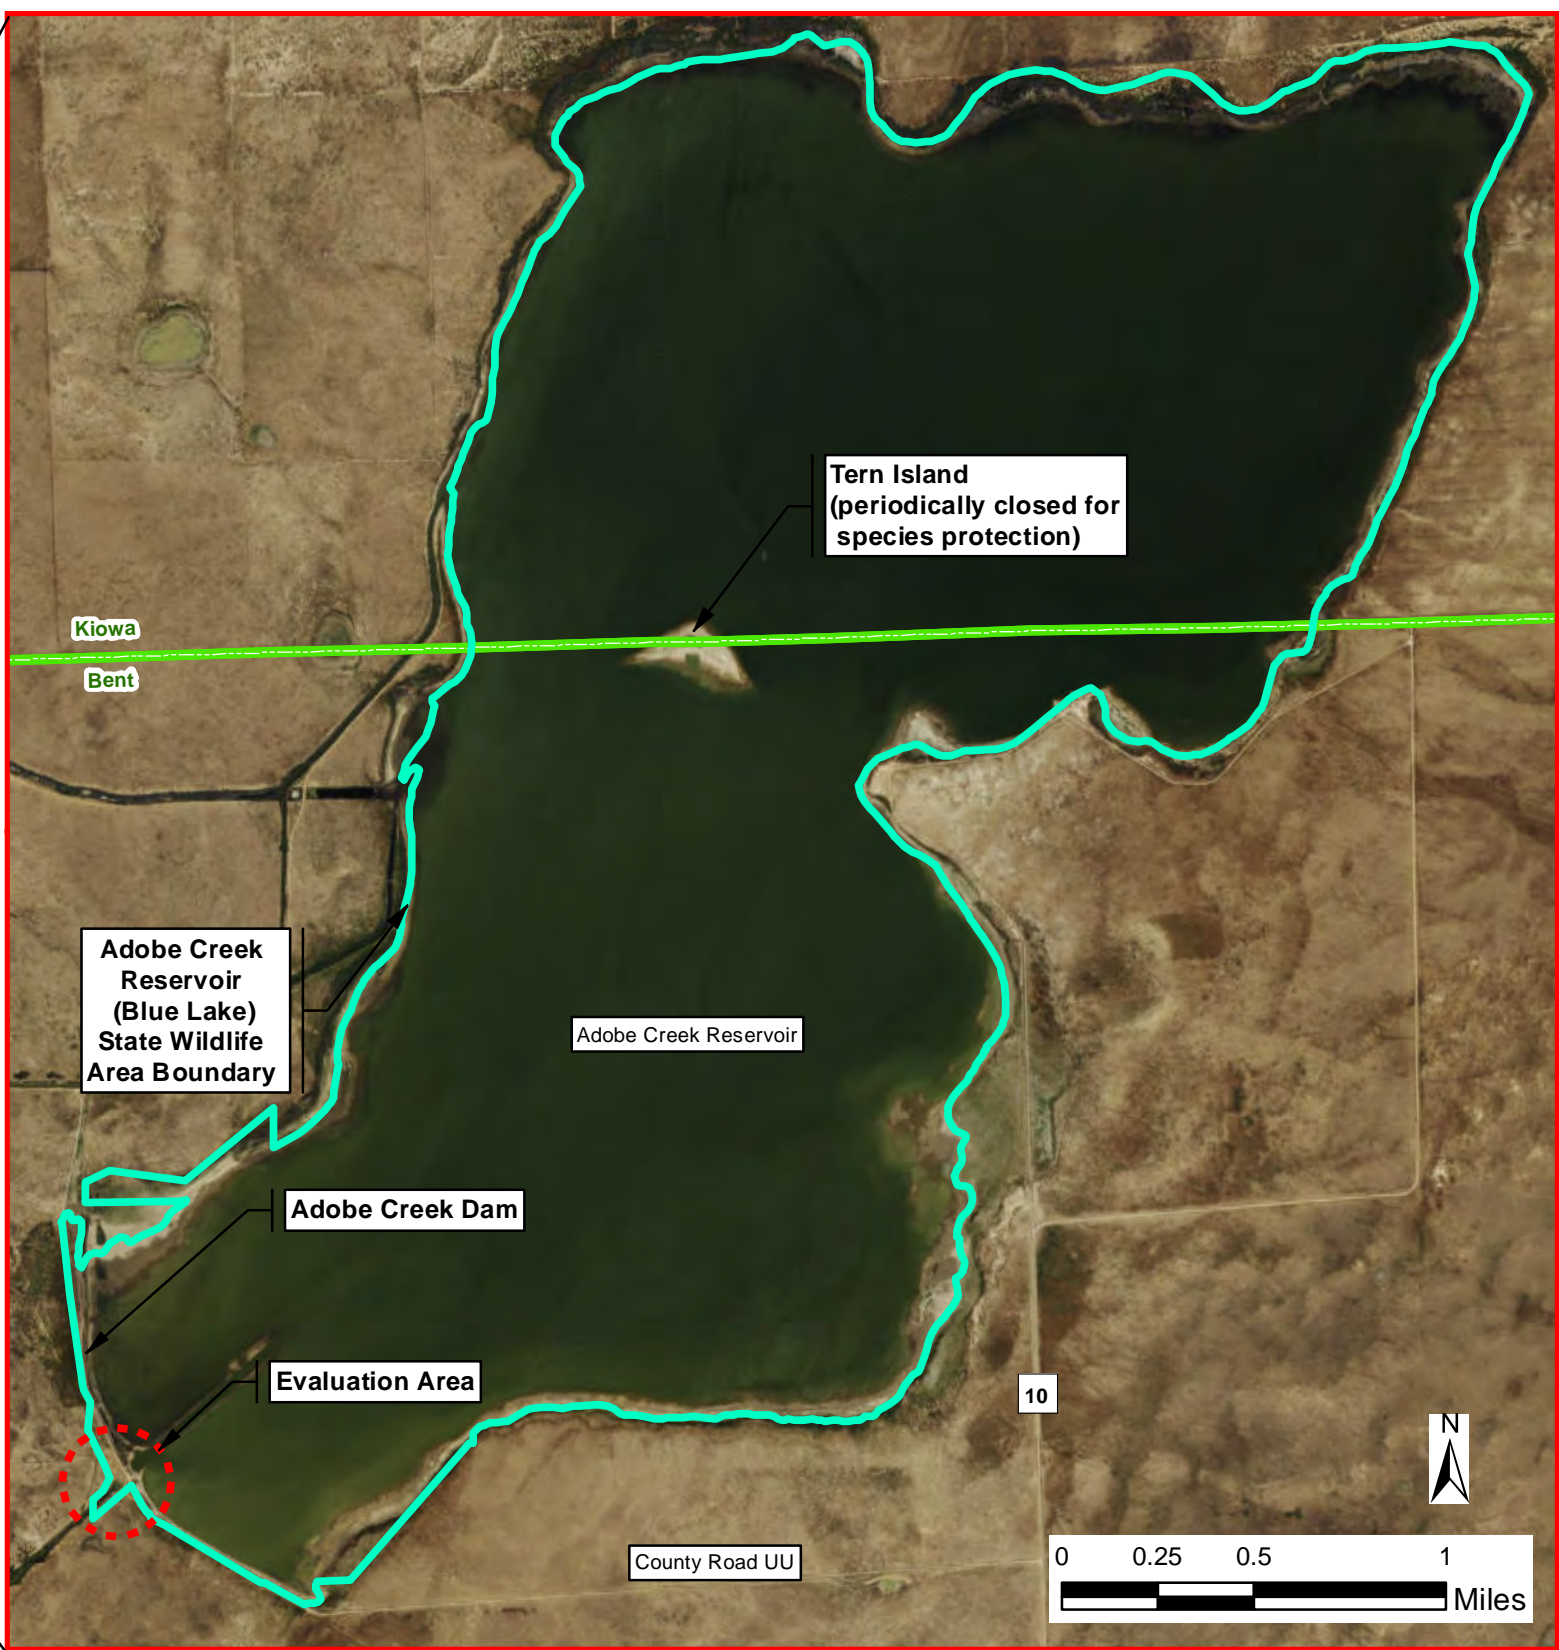 Tern Island
(periodically closed for
species protection)
Kiowa
Bent
Adobe Creek
Reservoir
(Blue Lake)
State Wildlife
Area Boundary
Adobe Creek Reservoir
Adobe Creek Dam
Evaluation Area
10
N
County Road UU
0 0.25 0.5 1
Miles